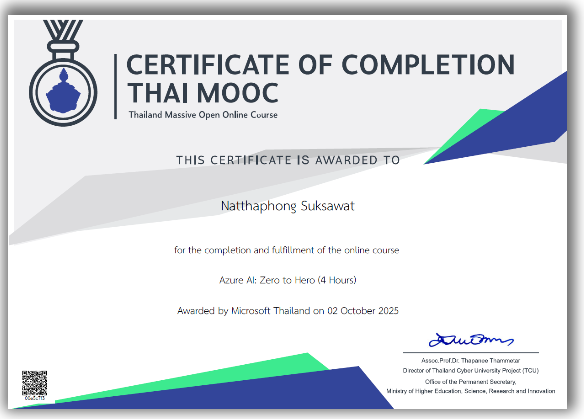 CERTIFICATE OF COMPLETION
THAI MOOC
Thailand Massive Open Online Course
THIS CERTIFICATE IS AWARDED TO
Natthaphong Suksawat
for the completion and fulfillment of the online course
Azure AI: Zero to Hero (4 Hours)
Awarded by Microsoft Thailand on 02 October 2025
Assoc.Prof.Dr. Thapanee Thammetar
Director of Thailand Cyber University Project (TCU)
Office of the Permanent Secretary,
Ministry of Higher Education, Science, Research and Innovation